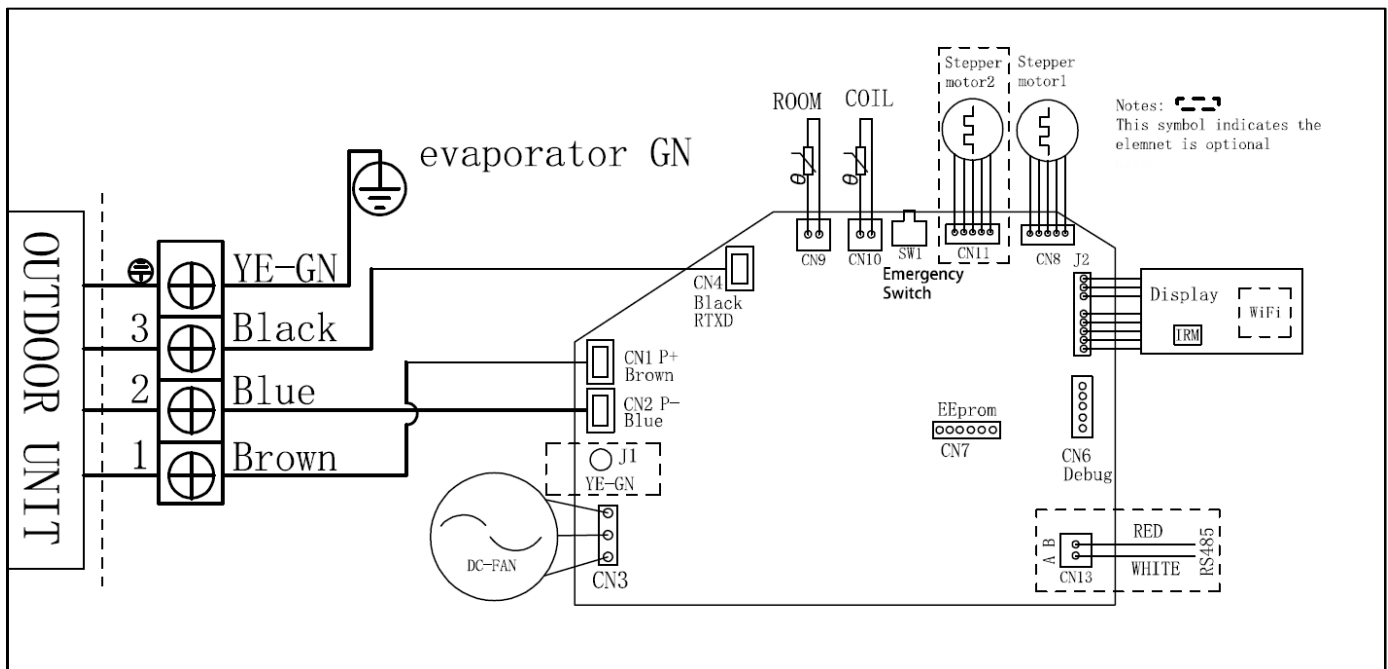 Stepper
motor2
Stepper
motor1
ROOM
COIL
Notes:
This symbol indicates the
elemnet is optional
evaporator GN
θ
θ
OUTDOOR UNIT
YE-GN
3
Black
2
Blue
1
Brown
CN9
CN10
SW1
Emergency
Switch
CN11
CN8
J2
CN4
Black
RTXD
Display
WiFi
IRM
CN1 P+
Brown
CN2 P-
Blue
EEprom
CN7
CN6
Debug
J1
YE-GN
DC-FAN
CN3
A B
CN13
RED
WHITE
RS485